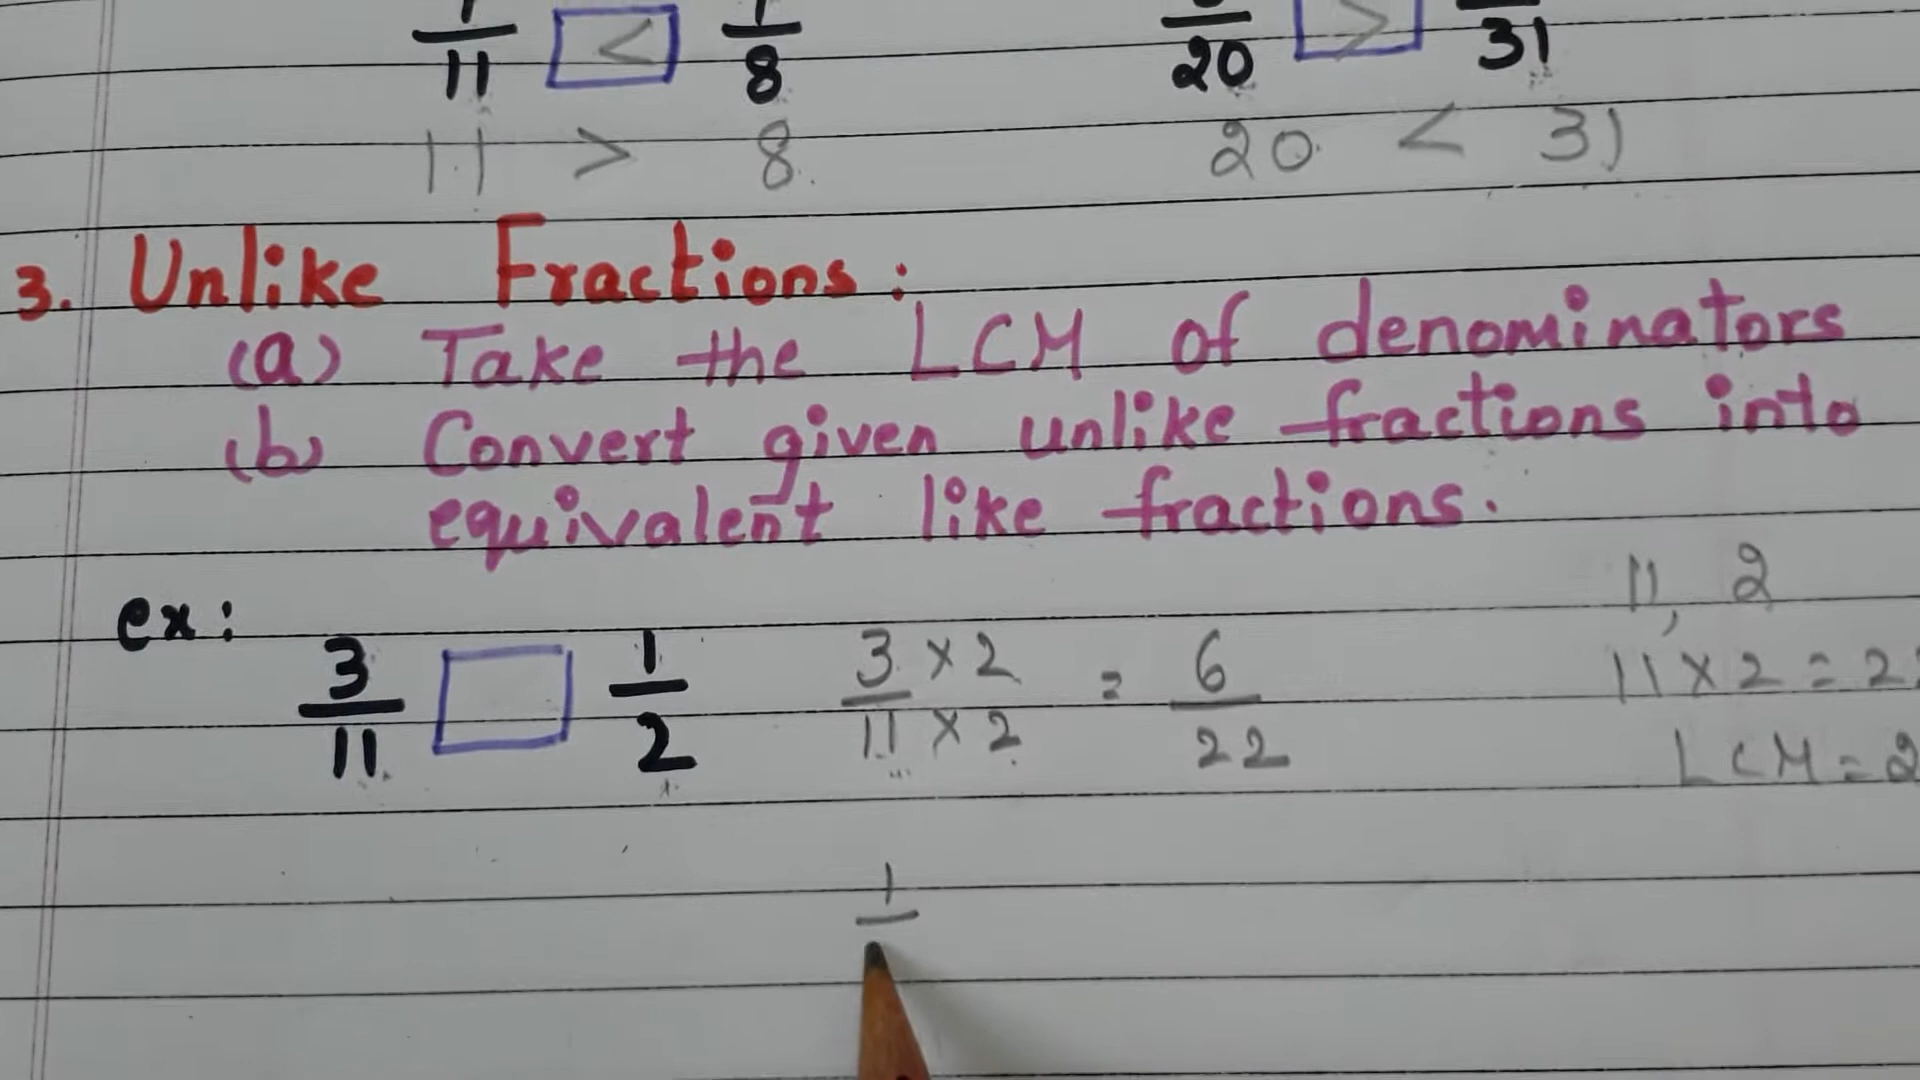 11 < 8
20 > 31
11 > 8
20 < 31
3. Unlike Fractions:
(a) Take the LCM of denominators
(b) Convert given unlike fractions into
equivalent like fractions.
ex:
3/11 1/2
3 × 2 / 11 × 2 = 6/22
11, 2
11 × 2 = 2
LCM = 2
1